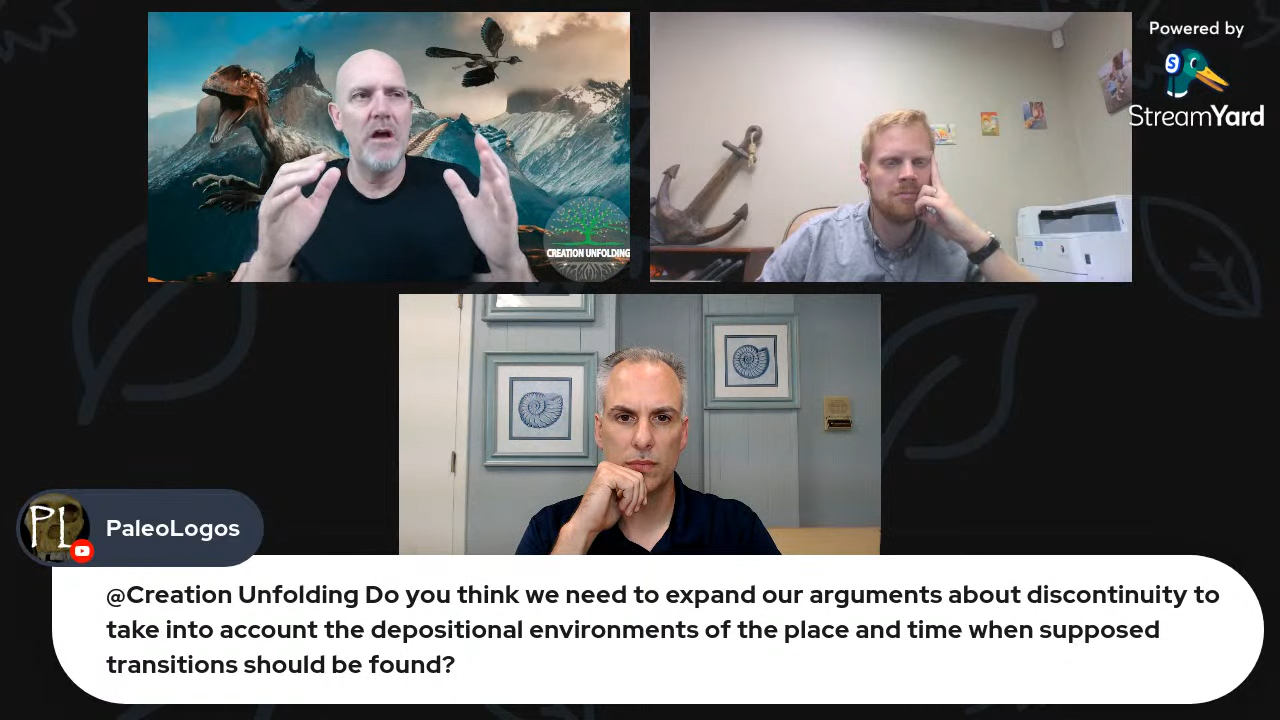 Powered by
StreamYard
CREATION UNFOLDING
PL
PaleoLogos
@Creation Unfolding Do you think we need to expand our arguments about discontinuity to
take into account the depositional environments of the place and time when supposed
transitions should be found?